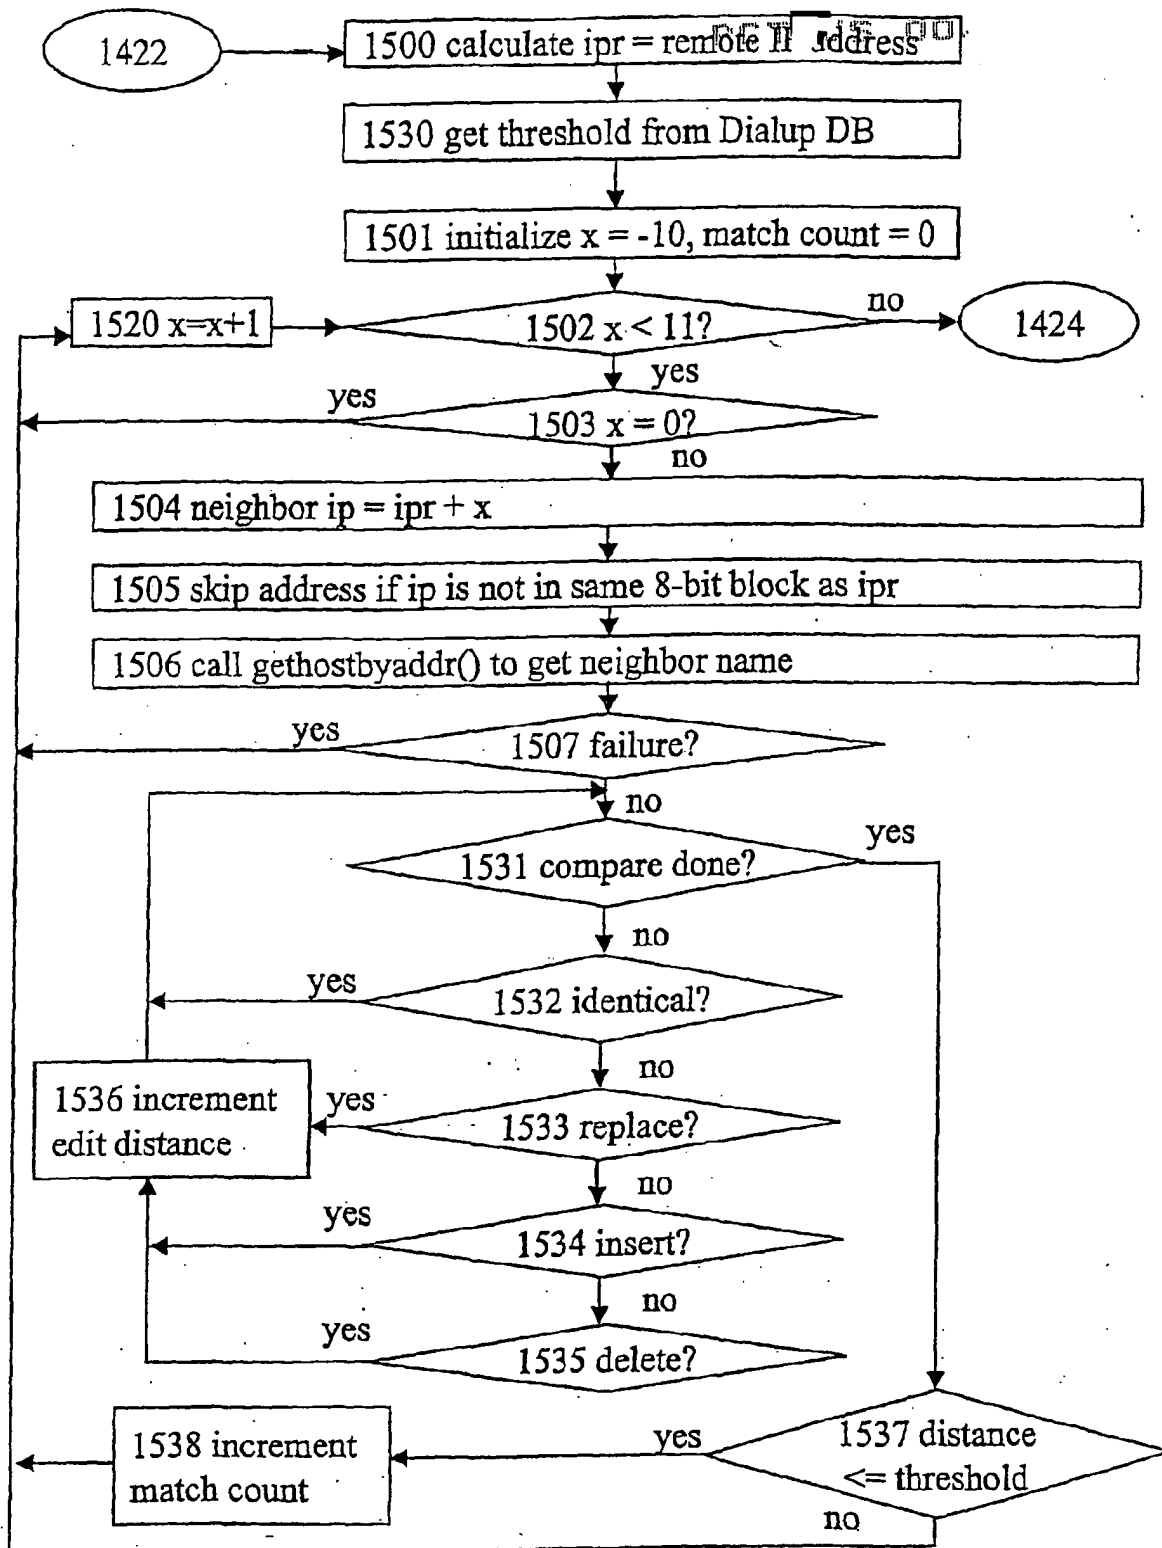 1422
1500 calculate ipr = remote address
1530 get threshold from Dialup DB
1501 initialize x = -10, match count = 0
1520 x=x+1
1502 x < 11?
no
1424
yes
yes
1503 x = 0?
no
1504 neighbor ip = ipr + x
1505 skip address if ip is not in same 8-bit block as ipr
1506 call gethostbyaddr() to get neighbor name
yes
1507 failure?
no
1531 compare done?
yes
no
yes
1532 identical?
no
1536 increment
edit distance
yes
1533 replace?
no
yes
1534 insert?
no
yes
1535 delete?
1538 increment
match count
yes
1537 distance
<= threshold
no